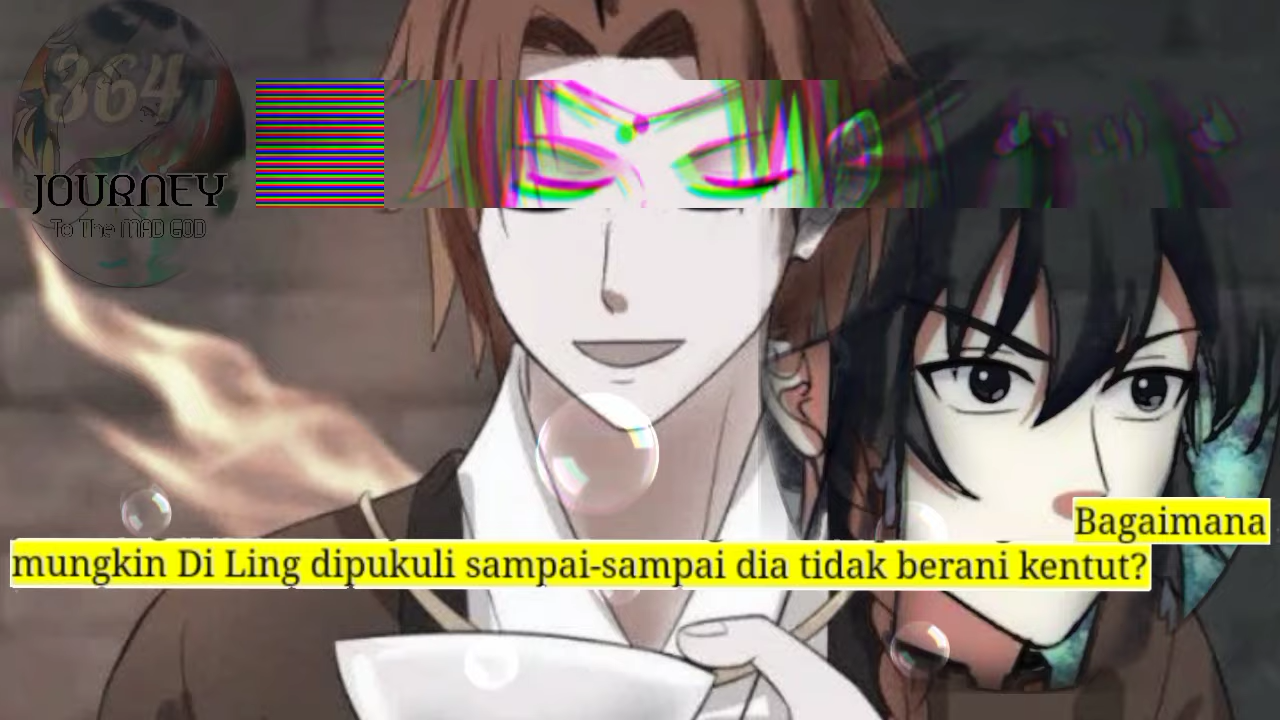 364
JOURNEY
To The MAD GOD
Bagaimana
mungkin Di Ling dipukuli sampai-sampai dia tidak berani kentut?